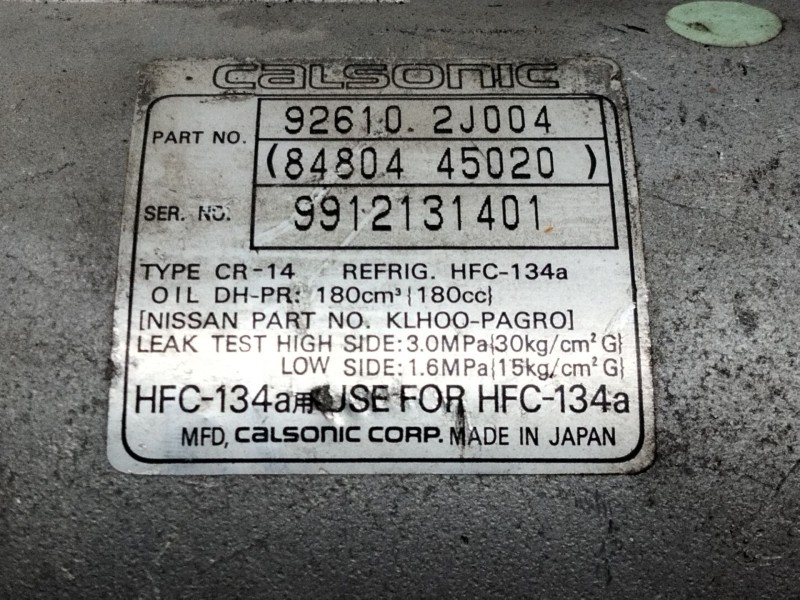 CALSONIC
PART NO. 92610 2J004
(84804 45020 )
SER. NO. 9912131401
TYPE CR-14 REFRIG. HFC-134a
OIL DH-PR: 180cm³{180cc}
[NISSAN PART NO. KLHOO-PAGRO]
LEAK TEST HIGH SIDE: 3.0MPa{30kg/cm² G}
LOW SIDE: 1.6MPa{15kg/cm² G}
HFC-134a用 USE FOR HFC-134a
MFD, CALSONIC CORP. MADE IN JAPAN